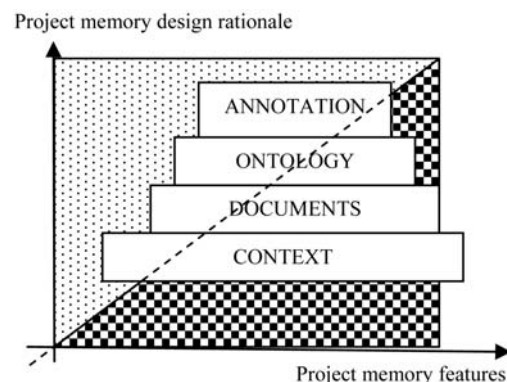 Project memory design rationale
ANNOTATION
ONTOLOGY
DOCUMENTS
CONTEXT
Project memory features